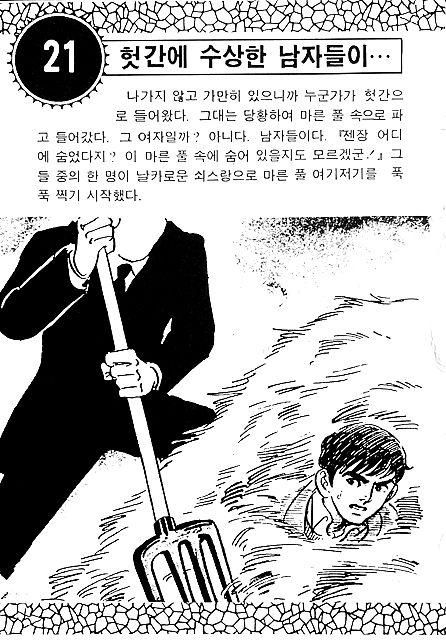 21
헛간에 수상한 남자들이…
나가지 않고 가만히 있으니까 누군가가 헛간으
로 들어왔다. 그대는 당황하여 마른 풀 속으로 파
고 들어갔다. 그 여자일까? 아니다. 남자들이다. 『젠장 어디
에 숨었다지? 이 마른 풀 속에 숨어 있을지도 모르겠군!』 그
들 중의 한 명이 날카로운 쇠스랑으로 마른 풀 여기저기를 푹
푹 찍기 시작했다.